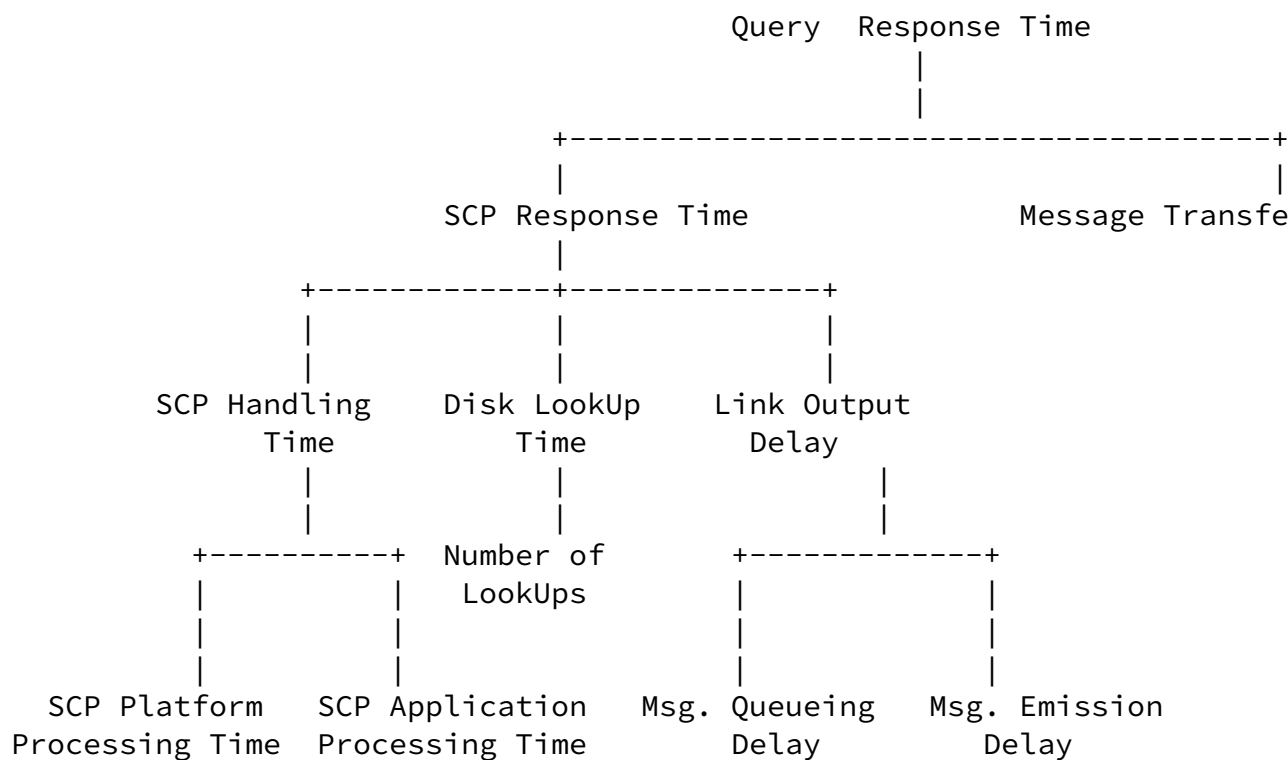 Query Response Time
SCP Response Time Message Transfe
SCP Handling Disk LookUp Link Output
Time Time Delay
Number of
LookUps
SCP Platform SCP Application Msg. Queueing Msg. Emission
Processing Time Processing Time Delay Delay